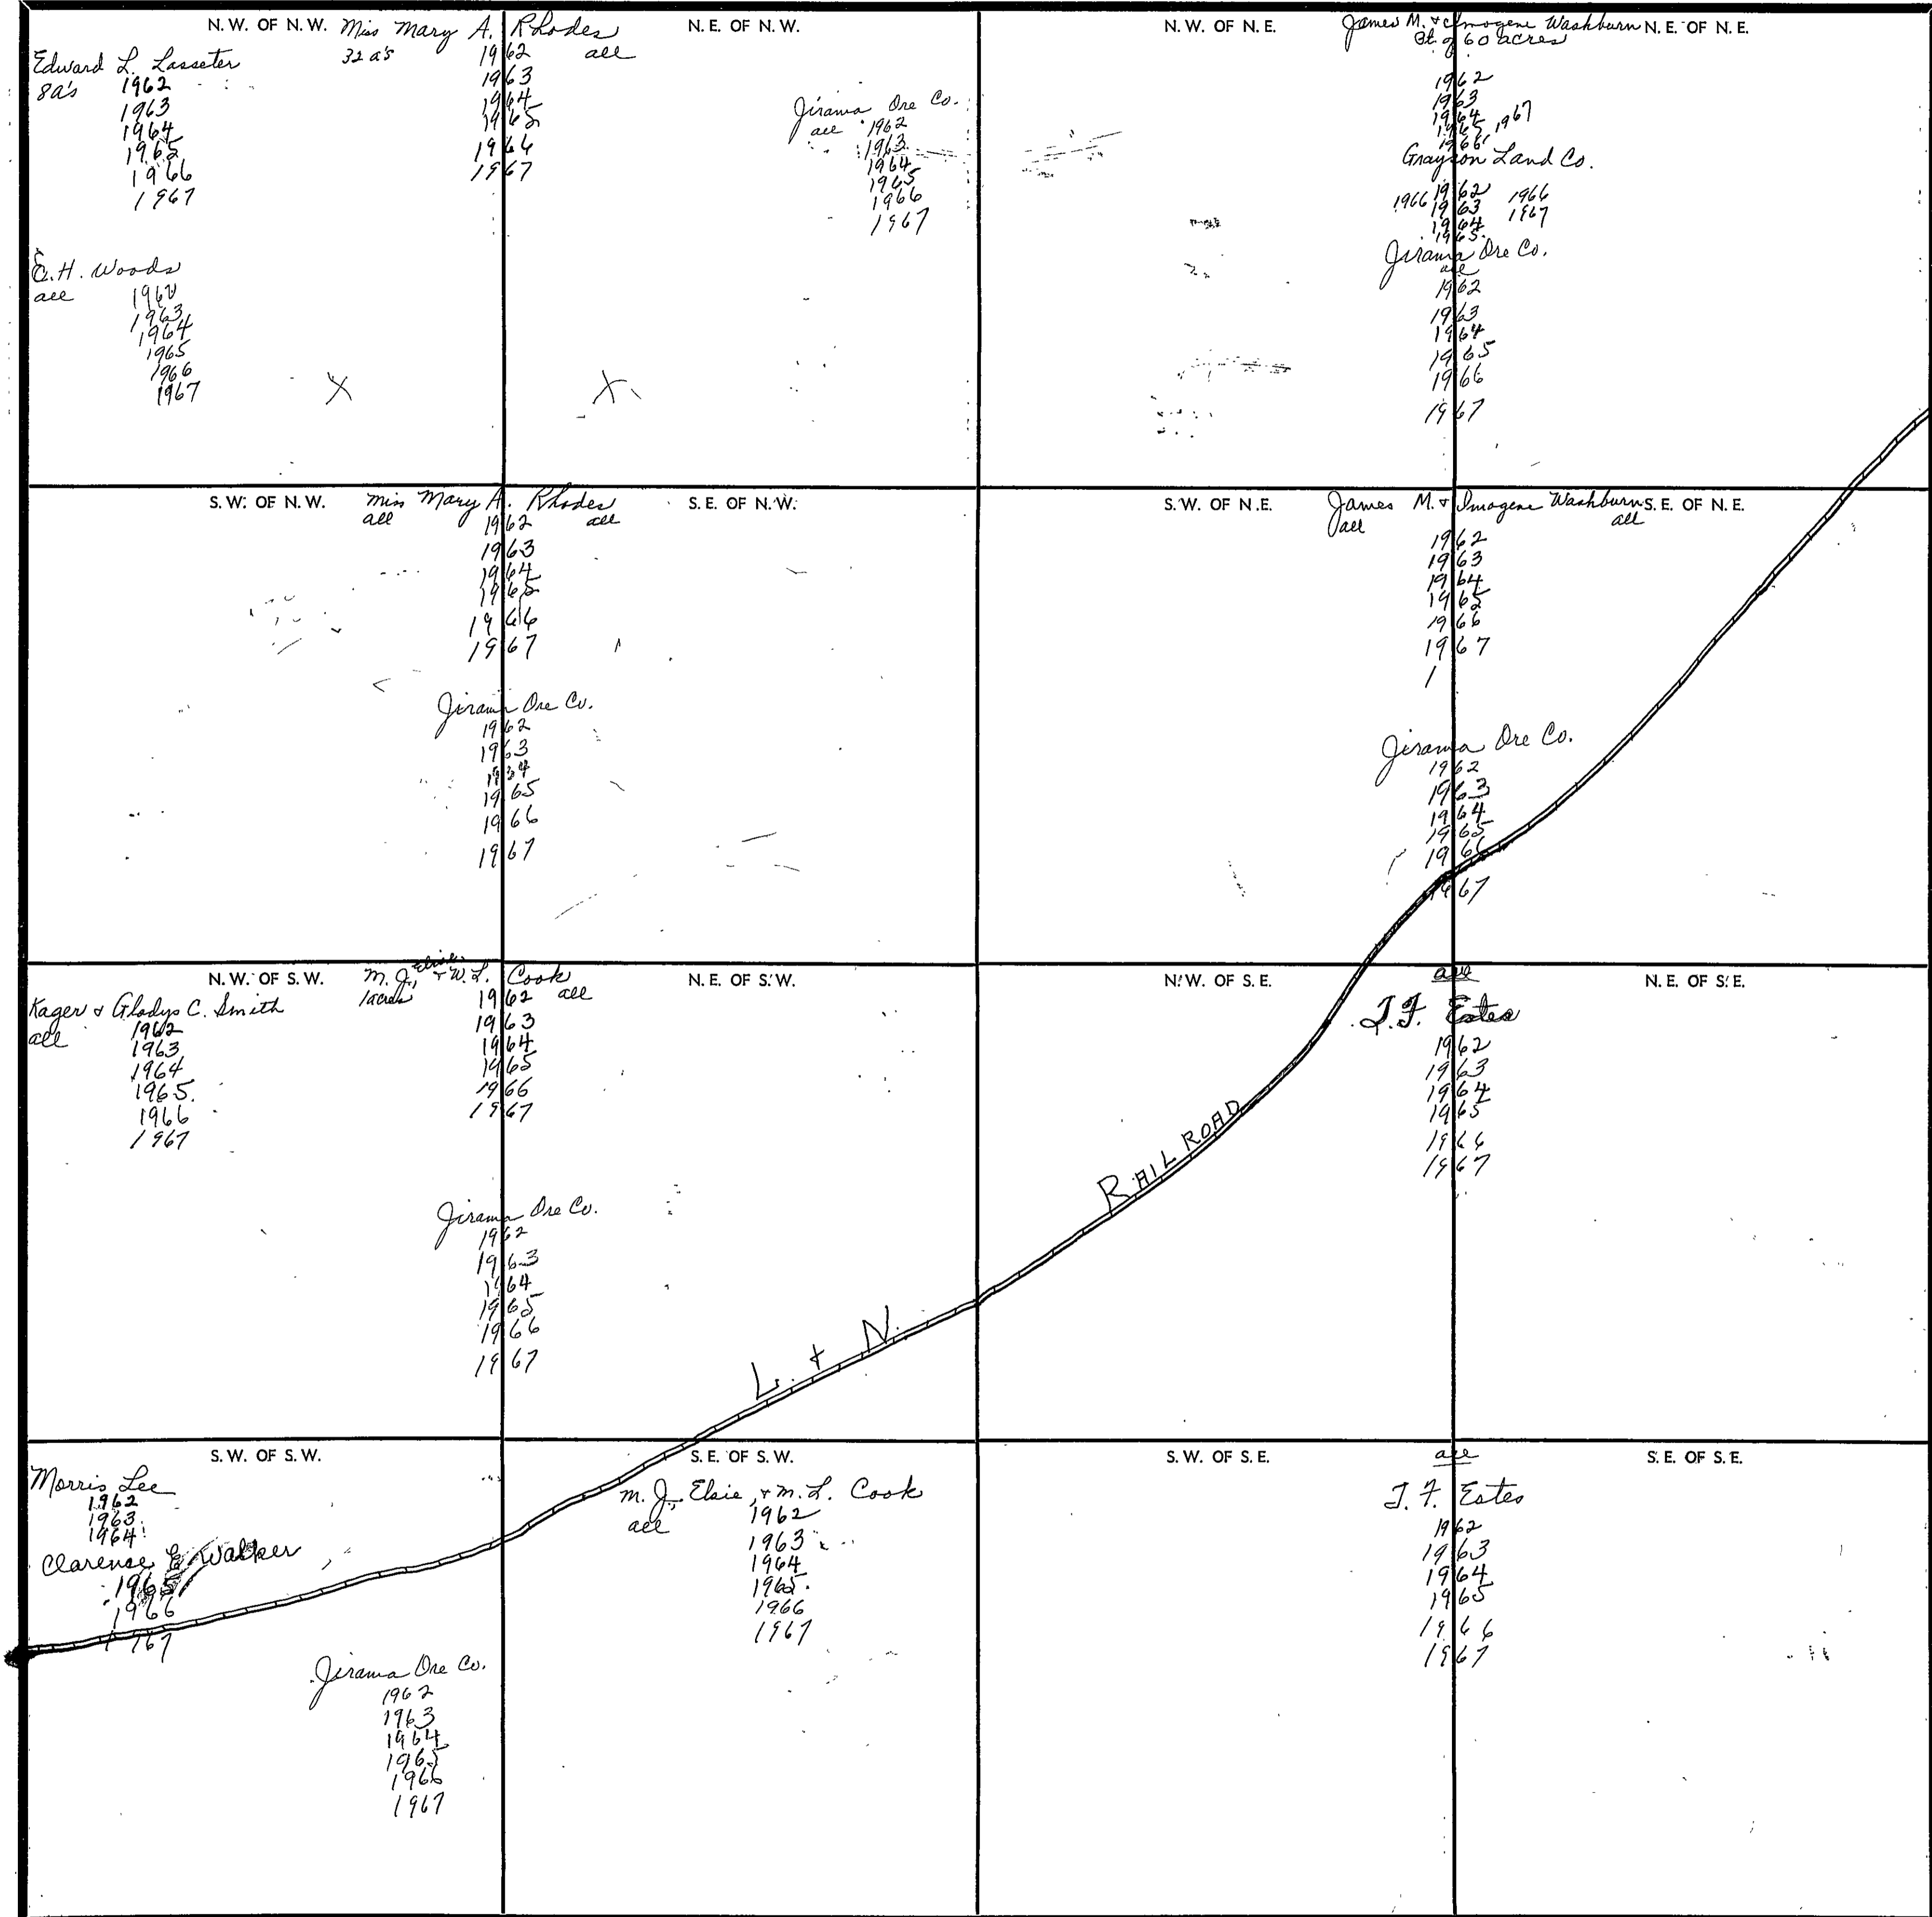 N.W. OF N.W.
Miss Mary A. Rhodes
32 a's
all
1962
1963
1964
1965
1966
1967
Edward L. Lasseter
8a's
1962
1963
1964
1965
1966
1967
E.H. Woods
all
1962
1963
1964
1965
1966
1967
X
X
N.E. OF N.W.
Jirama Ore Co.
all
1962
1963
1964
1965
1966
1967
N.W. OF N.E.
James M. & Imogene Washburn
Pt. of 60 acres
1962
1963
1964
1965 1967
1966
Grayson Land Co.
1966 1962 1966
1963 1967
1964
1965
Jirama Ore Co.
all
1962
1963
1964
1965
1966
1967
N.E. OF N.E.
S.W. OF N.W.
Miss Mary A. Rhodes
all 1962 all
1963
1964
1965
1966
1967
Jirama Ore Co.
1962
1963
1964
1965
1966
1967
S.E. OF N.W.
S.W. OF N.E.
James M. & Imogene Washburn
all
all
1962
1963
1964
1965
1966
1967
1
Jirama Ore Co.
1962
1963
1964
1965
1966
1967
S.E. OF N.E.
N.W. OF S.W.
M. J., Elsie & W. L. Cook
1 acres 1962 all
1963
1964
1965
1966
1967
Kager & Gladys C. Smith
all
1962
1963
1964
1965
1966
1967
Jirama Ore Co.
1962
1963
1964
1965
1966
1967
N.E. OF S.W.
N.W. OF S.E.
all
J. F. Estes
1962
1963
1964
1965
1966
1967
N.E. OF S.E.
L. & N. RAILROAD
S.W. OF S.W.
Morris Lee
1962
1963
1964
Clarence E. Walker
1965
1966
1967
Jirama Ore Co.
1962
1963
1964
1965
1966
1967
S.E. OF S.W.
M. J., Elsie, & M. L. Cook
all
1962
1963
1964
1965
1966
1967
S.W. OF S.E.
all
J. F. Estes
1962
1963
1964
1965
1966
1967
S.E. OF S.E.